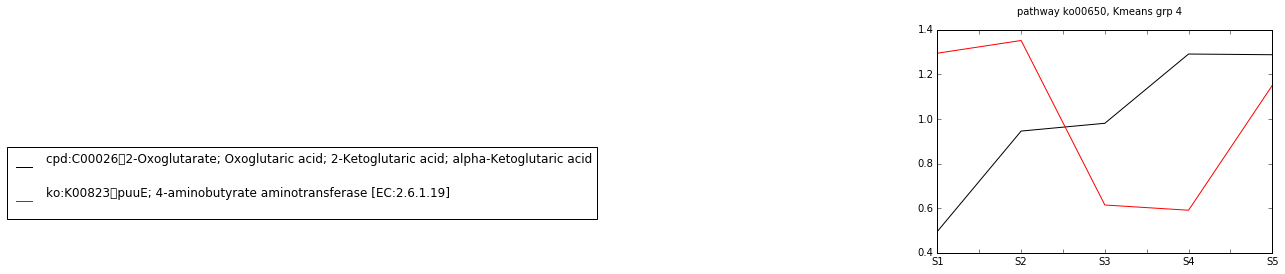 pathway ko00650, Kmeans grp 4
1.4
1.2
1.0
0.8
0.6
0.4
S1 S2 S3 S4 S5
cpd:C00026▯2-Oxoglutarate; Oxoglutaric acid; 2-Ketoglutaric acid; alpha-Ketoglutaric acid
ko:K00823▯puuE; 4-aminobutyrate aminotransferase [EC:2.6.1.19]